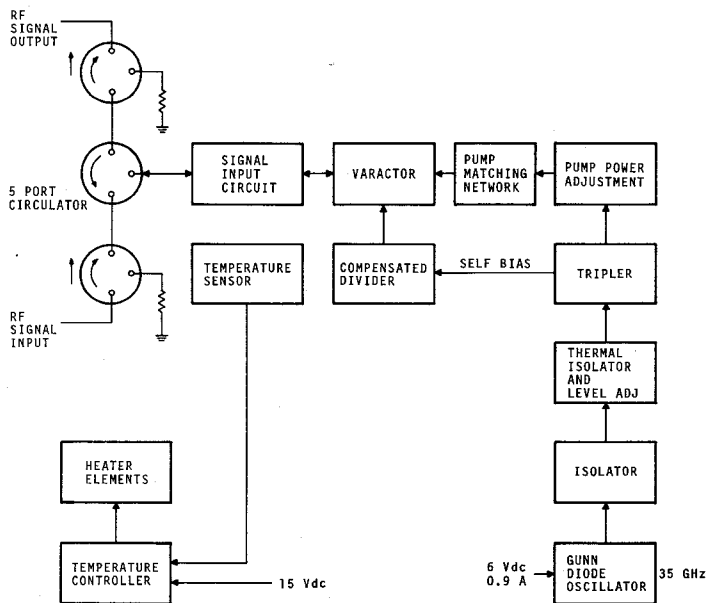 RF
SIGNAL
OUTPUT
5 PORT
CIRCULATOR
SIGNAL
INPUT
CIRCUIT
VARACTOR
PUMP
MATCHING
NETWORK
PUMP POWER
ADJUSTMENT
TEMPERATURE
SENSOR
COMPENSATED
DIVIDER
SELF BIAS
TRIPLER
RF
SIGNAL
INPUT
THERMAL
ISOLATOR
AND
LEVEL ADJ
HEATER
ELEMENTS
ISOLATOR
TEMPERATURE
CONTROLLER
15 Vdc
6 Vdc
0.9 A
GUNN
DIODE
OSCILLATOR
35 GHz